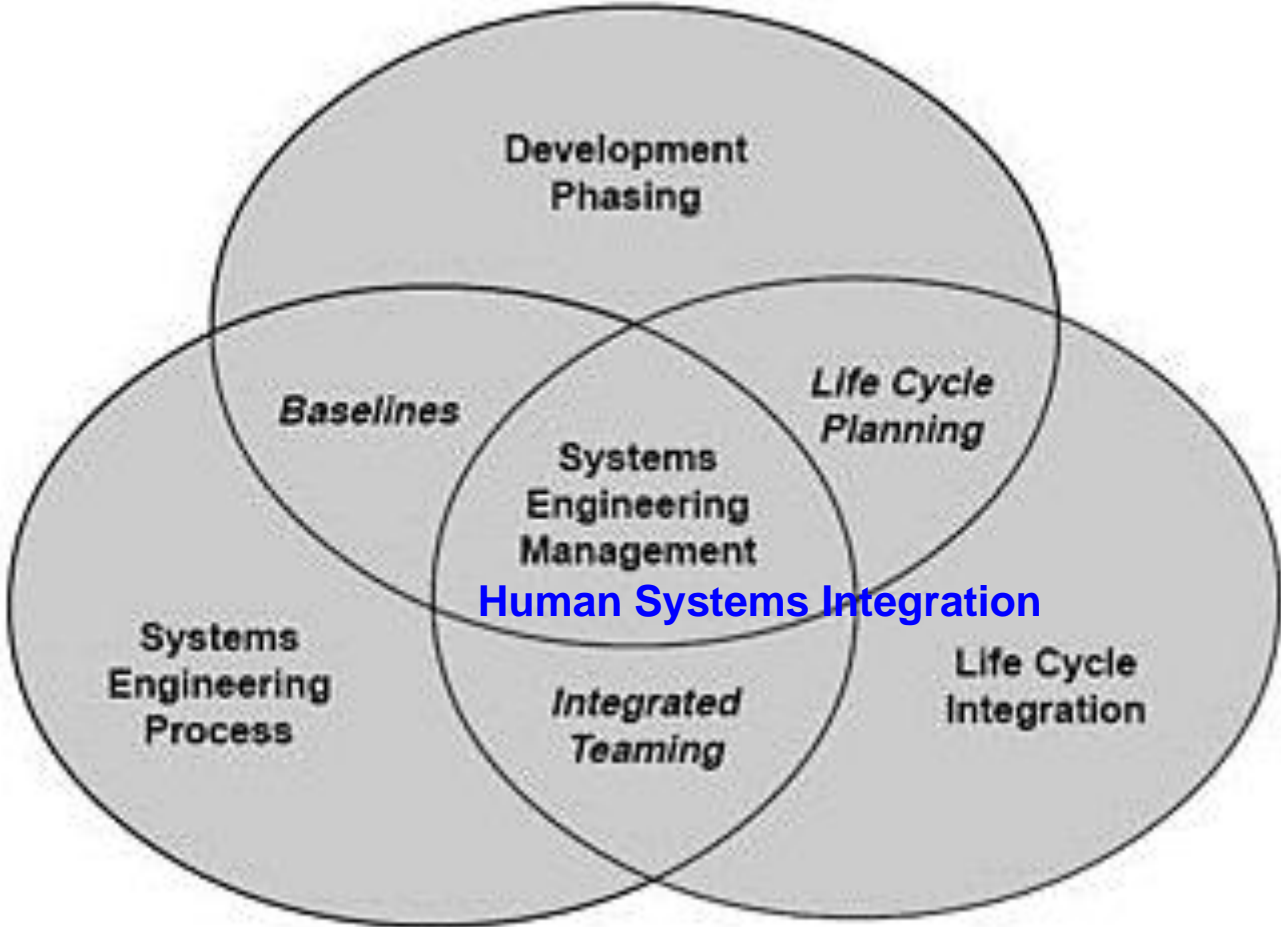 Development
Phasing
Baselines
Life Cycle
Planning
Systems
Engineering
Management
Human Systems Integration
Systems
Engineering
Process
Integrated
Teaming
Life Cycle
Integration